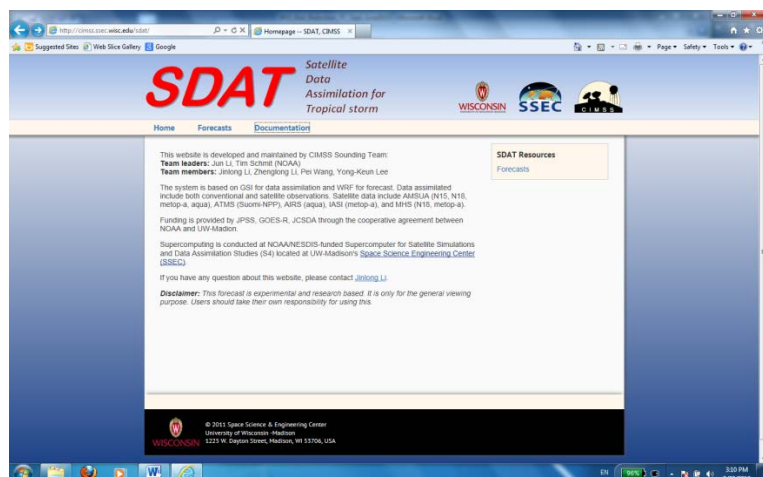 http://cimss.ssec.wisc.edu/sdat/
Homepage -- SDAT, CIMSS
Suggested Sites Web Slice Gallery Google
Page Safety Tools
SDAT
Satellite
Data
Assimilation for
Tropical storm
WISCONSIN
SSEC
CIMSS
Home Forecasts Documentation
This website is developed and maintained by CIMSS Sounding Team:
Team leaders: Jun Li, Tim Schmit (NOAA)
Team members: Jinlong Li, Zhenglong Li, Pei Wang, Yong-Keun Lee
The system is based on GSI for data assimilation and WRF for forecast. Data assimilated
include both conventional and satellite observations. Satellite data include AMSUA (N15, N18,
metop-a, aqua), ATMS (Suomi-NPP), AIRS (aqua), IASI (metop-a), and MHS (N18, metop-a).
Funding is provided by JPSS, GOES-R, JCSDA through the cooperative agreement between
NOAA and UW-Madion.
Supercomputing is conducted at NOAA/NESDIS-funded Supercomputer for Satellite Simulations
and Data Assimilation Studies (S4) located at UW-Madison's Space Science Engineering Center
(SSEC).
If you have any question about this website, please contact Jinlong Li.
Disclaimer: This forecast is experimental and research based. It is only for the general viewing
purpose. Users should take their own responsibility for using this.
SDAT Resources
Forecasts
WISCONSIN
© 2011 Space Science & Engineering Center
University of Wisconsin -Madison
1225 W. Dayton Street, Madison, WI 53706, USA
EN 90% 3:10 PM